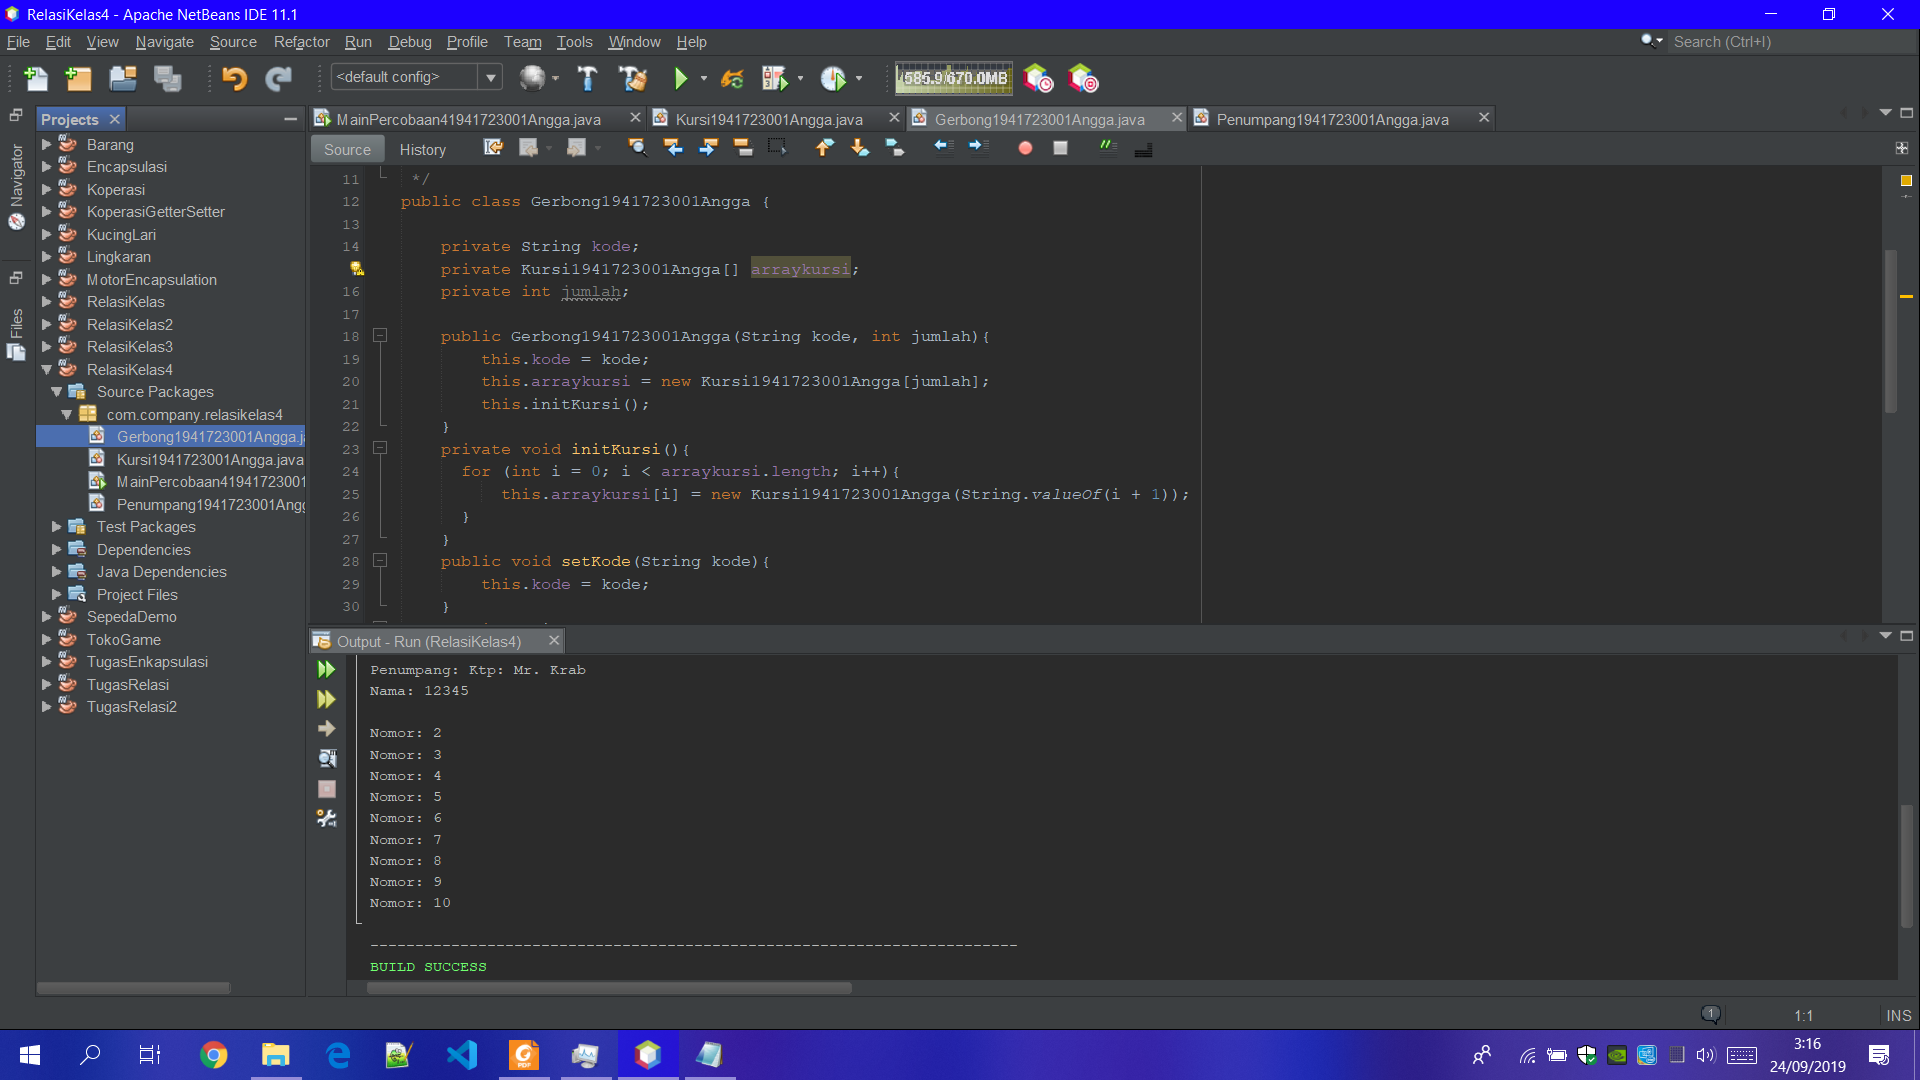 RelasiKelas4 - Apache NetBeans IDE 11.1
File Edit View Navigate Source Refactor Run Debug Profile Team Tools Window Help
Search (Ctrl+I)
<default config>
585.9/670.0MB
Projects
Navigator
Files
Barang
Encapsulasi
Koperasi
KoperasiGetterSetter
KucingLari
Lingkaran
MotorEncapsulation
RelasiKelas
RelasiKelas2
RelasiKelas3
RelasiKelas4
Source Packages
com.company.relasikelas4
Gerbong1941723001Angga.j
Kursi1941723001Angga.java
MainPercobaan41941723001
Penumpang1941723001Angg
Test Packages
Dependencies
Java Dependencies
Project Files
SepedaDemo
TokoGame
TugasEnkapsulasi
TugasRelasi
TugasRelasi2
MainPercobaan41941723001Angga.java
Kursi1941723001Angga.java
Gerbong1941723001Angga.java
Penumpang1941723001Angga.java
Source History
11 */
12 public class Gerbong1941723001Angga {
13
14 private String kode;
private Kursi1941723001Angga[] arraykursi;
16 private int jumlah;
17
18 public Gerbong1941723001Angga(String kode, int jumlah){
19 this.kode = kode;
20 this.arraykursi = new Kursi1941723001Angga[jumlah];
21 this.initKursi();
22 }
23 private void initKursi(){
24 for (int i = 0; i < arraykursi.length; i++){
25 this.arraykursi[i] = new Kursi1941723001Angga(String.valueOf(i + 1));
26 }
27 }
28 public void setKode(String kode){
29 this.kode = kode;
30 }
Output - Run (RelasiKelas4)
Penumpang: Ktp: Mr. Krab
Nama: 12345
Nomor: 2
Nomor: 3
Nomor: 4
Nomor: 5
Nomor: 6
Nomor: 7
Nomor: 8
Nomor: 9
Nomor: 10
------------------------------------------------------------------------
BUILD SUCCESS
1
1:1
INS
PDF
3:16
24/09/2019